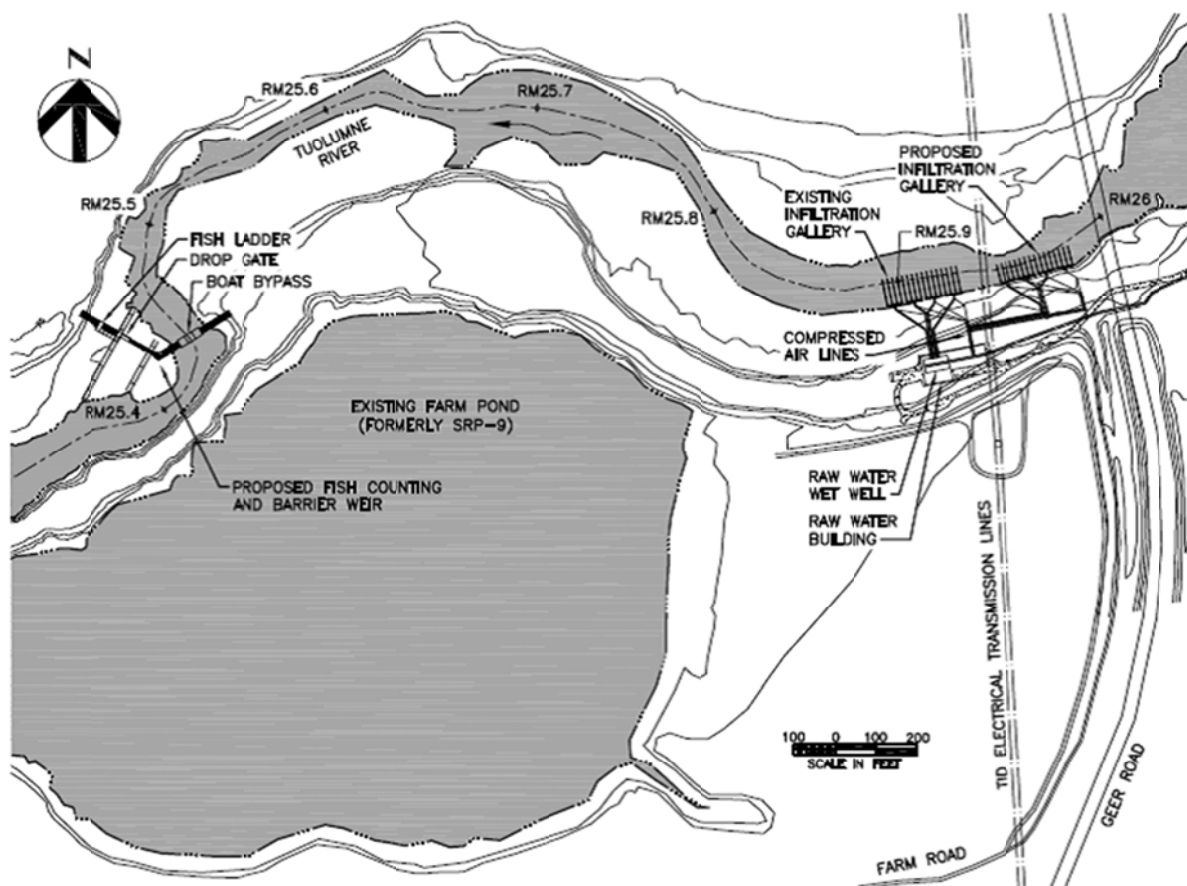 N
RM25.6
RM25.7
TUOLUMNE
RIVER
PROPOSED
INFILTRATION
GALLERY
EXISTING
INFILTRATION
GALLERY
RM26
RM25.5
RM25.8
RM25.9
FISH LADDER
DROP GATE
BOAT BYPASS
COMPRESSED
AIR LINES
RM25.4
EXISTING FARM POND
(FORMERLY SRP-9)
PROPOSED FISH COUNTING
AND BARRIER WEIR
RAW WATER
WET WELL
RAW WATER
BUILDING
TID ELECTRICAL TRANSMISSION LINES
100 0 100 200
SCALE IN FEET
GEER ROAD
FARM ROAD